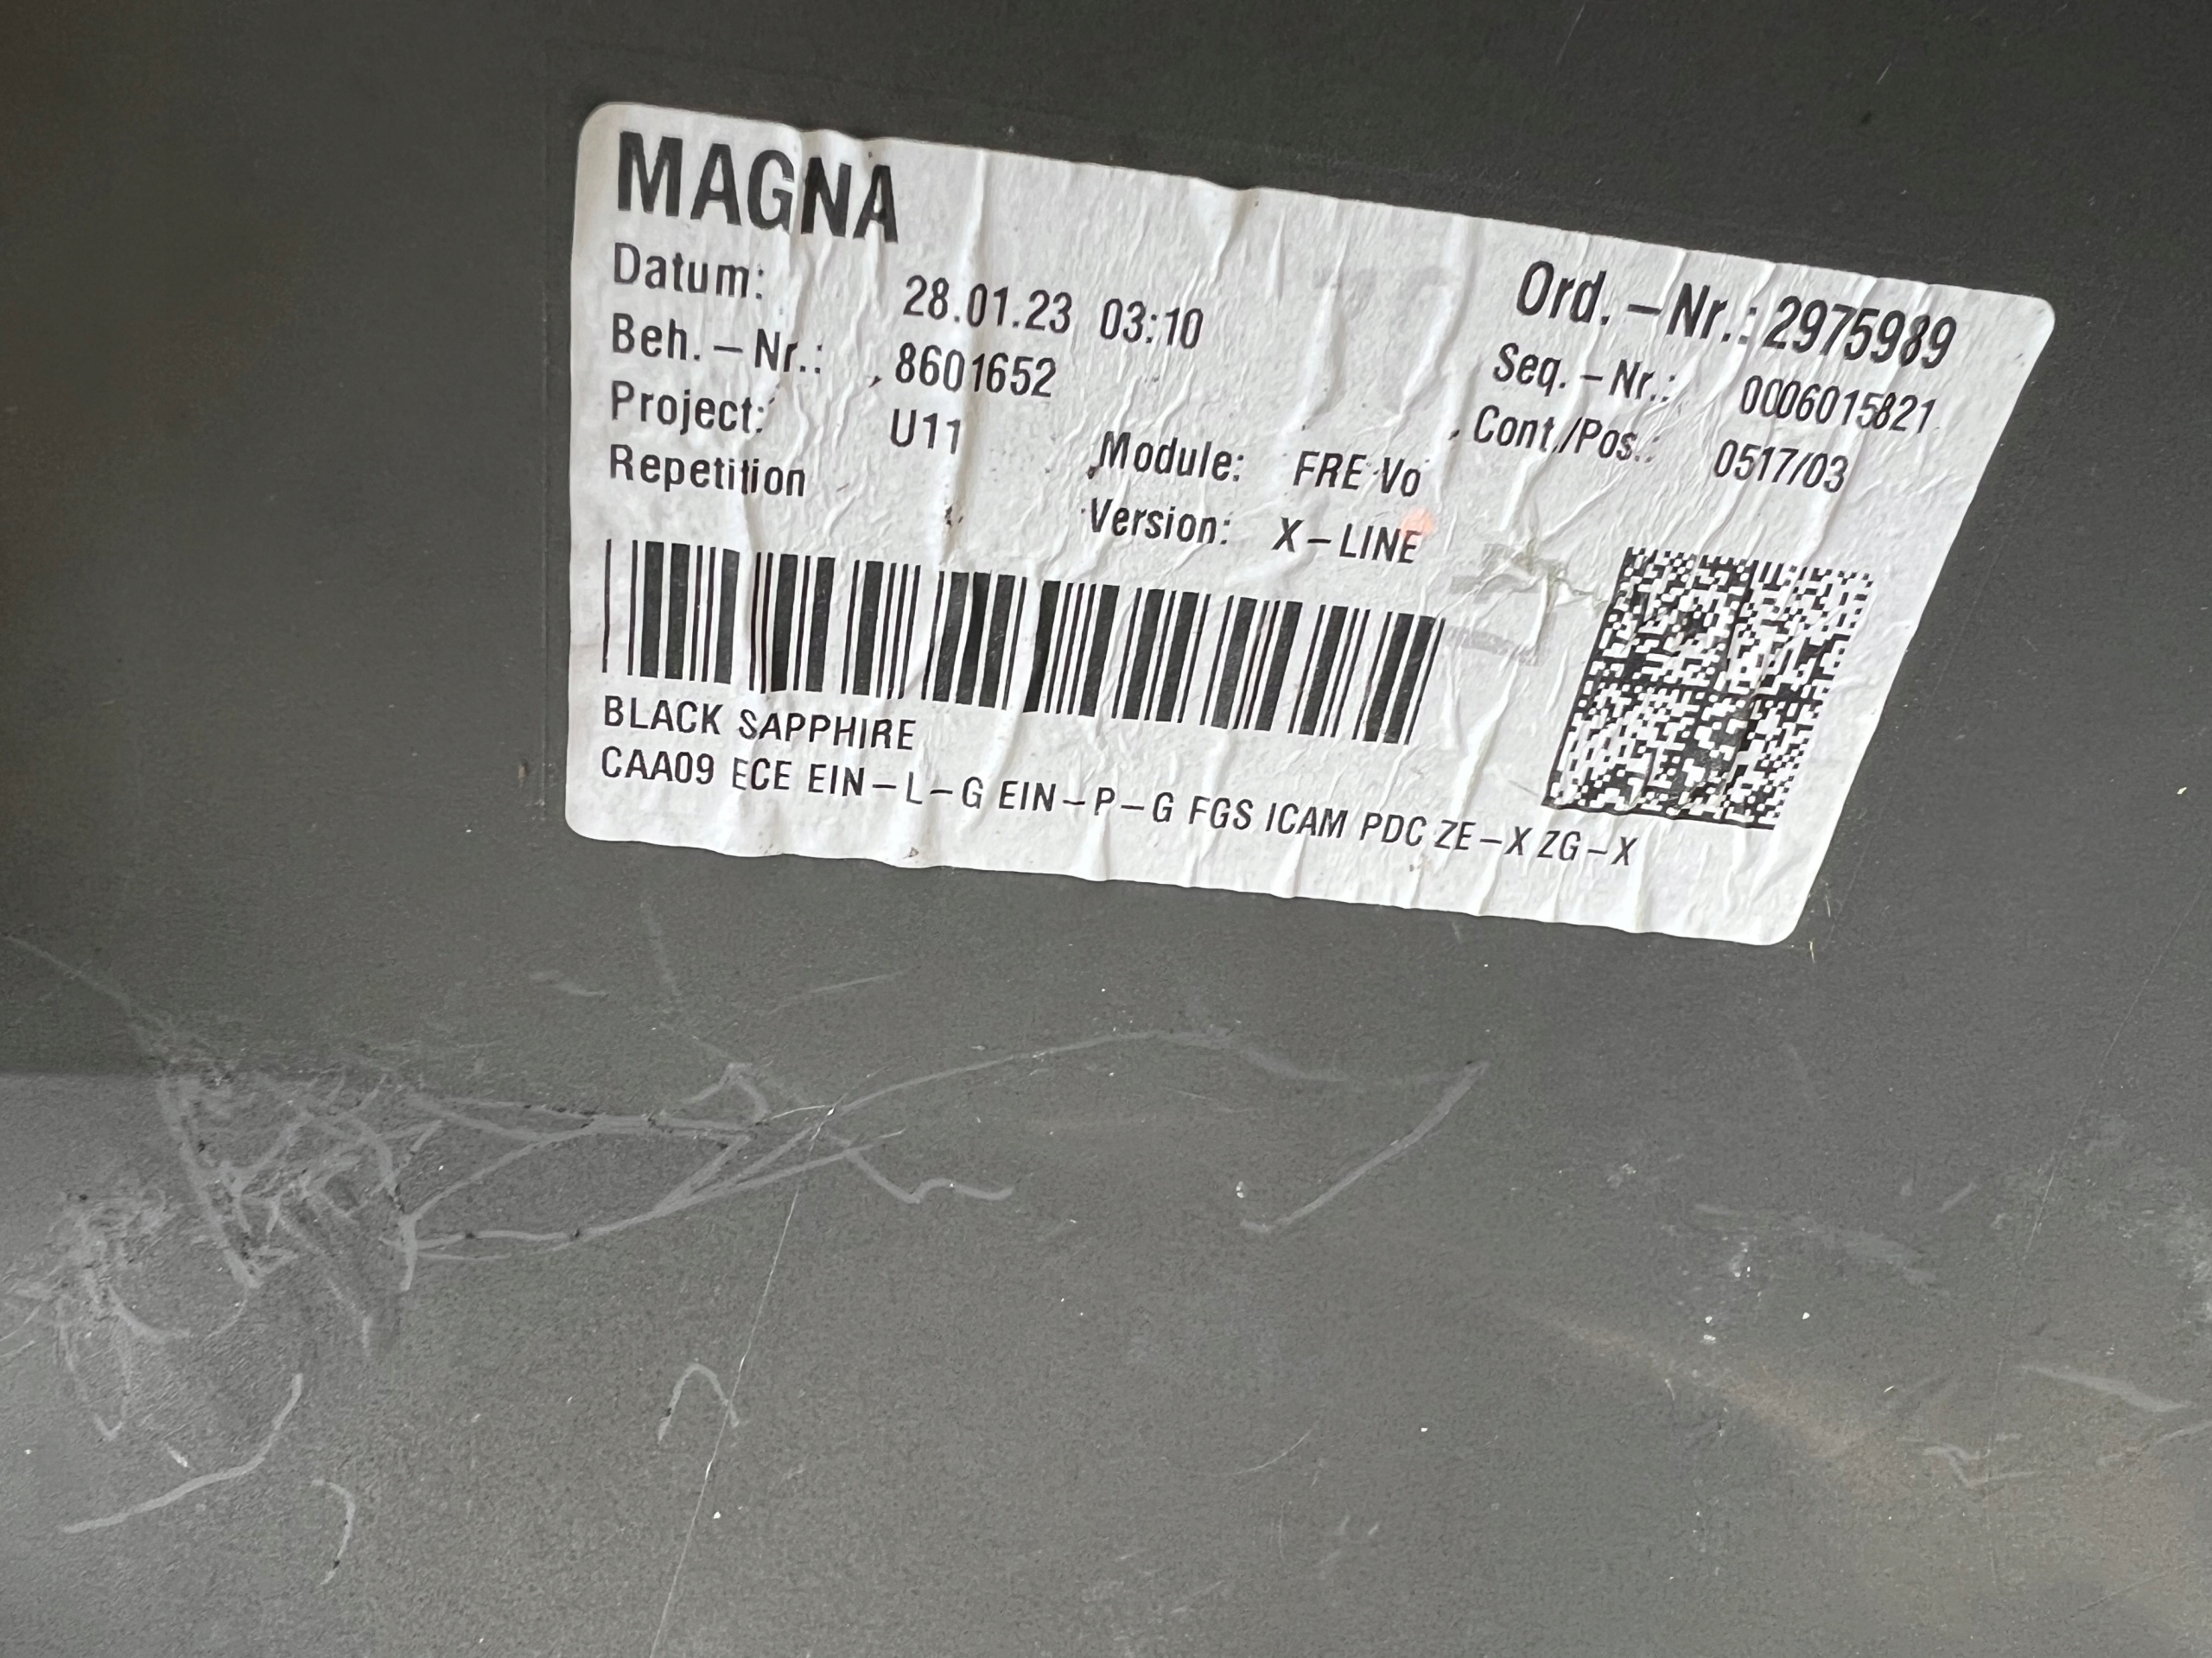 MAGNA
Datum: 28.01.23 03:10 Ord.-Nr.: 2975989
Beh.-Nr.: 8601652 Seq.-Nr.: 0006015821
Project: U11 Module: FRE Vo Cont./Pos.: 0517/03
Repetition Version: X-LINE
BLACK SAPPHIRE
CAA09 ECE EIN-L-G EIN-P-G FGS ICAM PDC ZE-X ZG-X